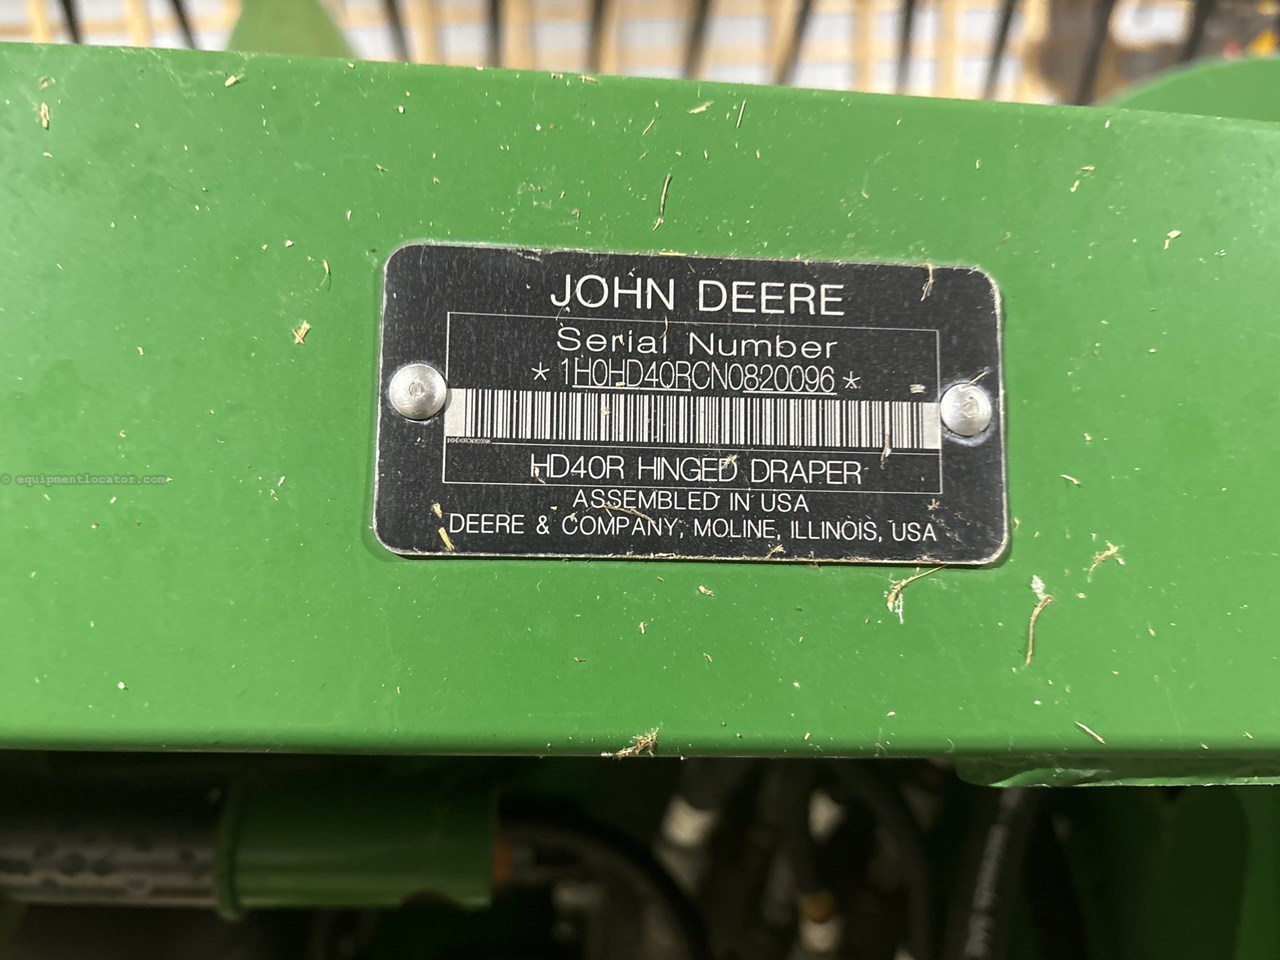 JOHN DEERE
Serial Number
* 1H0HD40RCN0820096 *
HD40R HINGED DRAPER
ASSEMBLED IN USA
DEERE & COMPANY, MOLINE, ILLINOIS, USA
© equipmentlocator.com